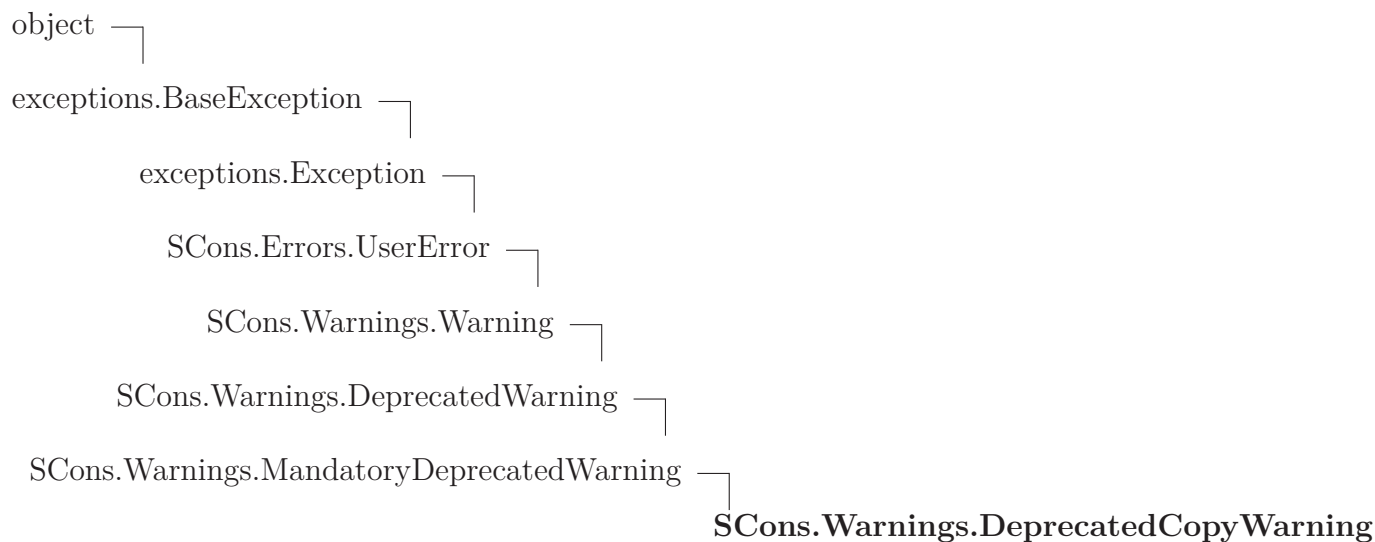 object
exceptions.BaseException
exceptions.Exception
SCons.Errors.UserError
SCons.Warnings.Warning
SCons.Warnings.DeprecatedWarning
SCons.Warnings.MandatoryDeprecatedWarning
SCons.Warnings.DeprecatedCopyWarning